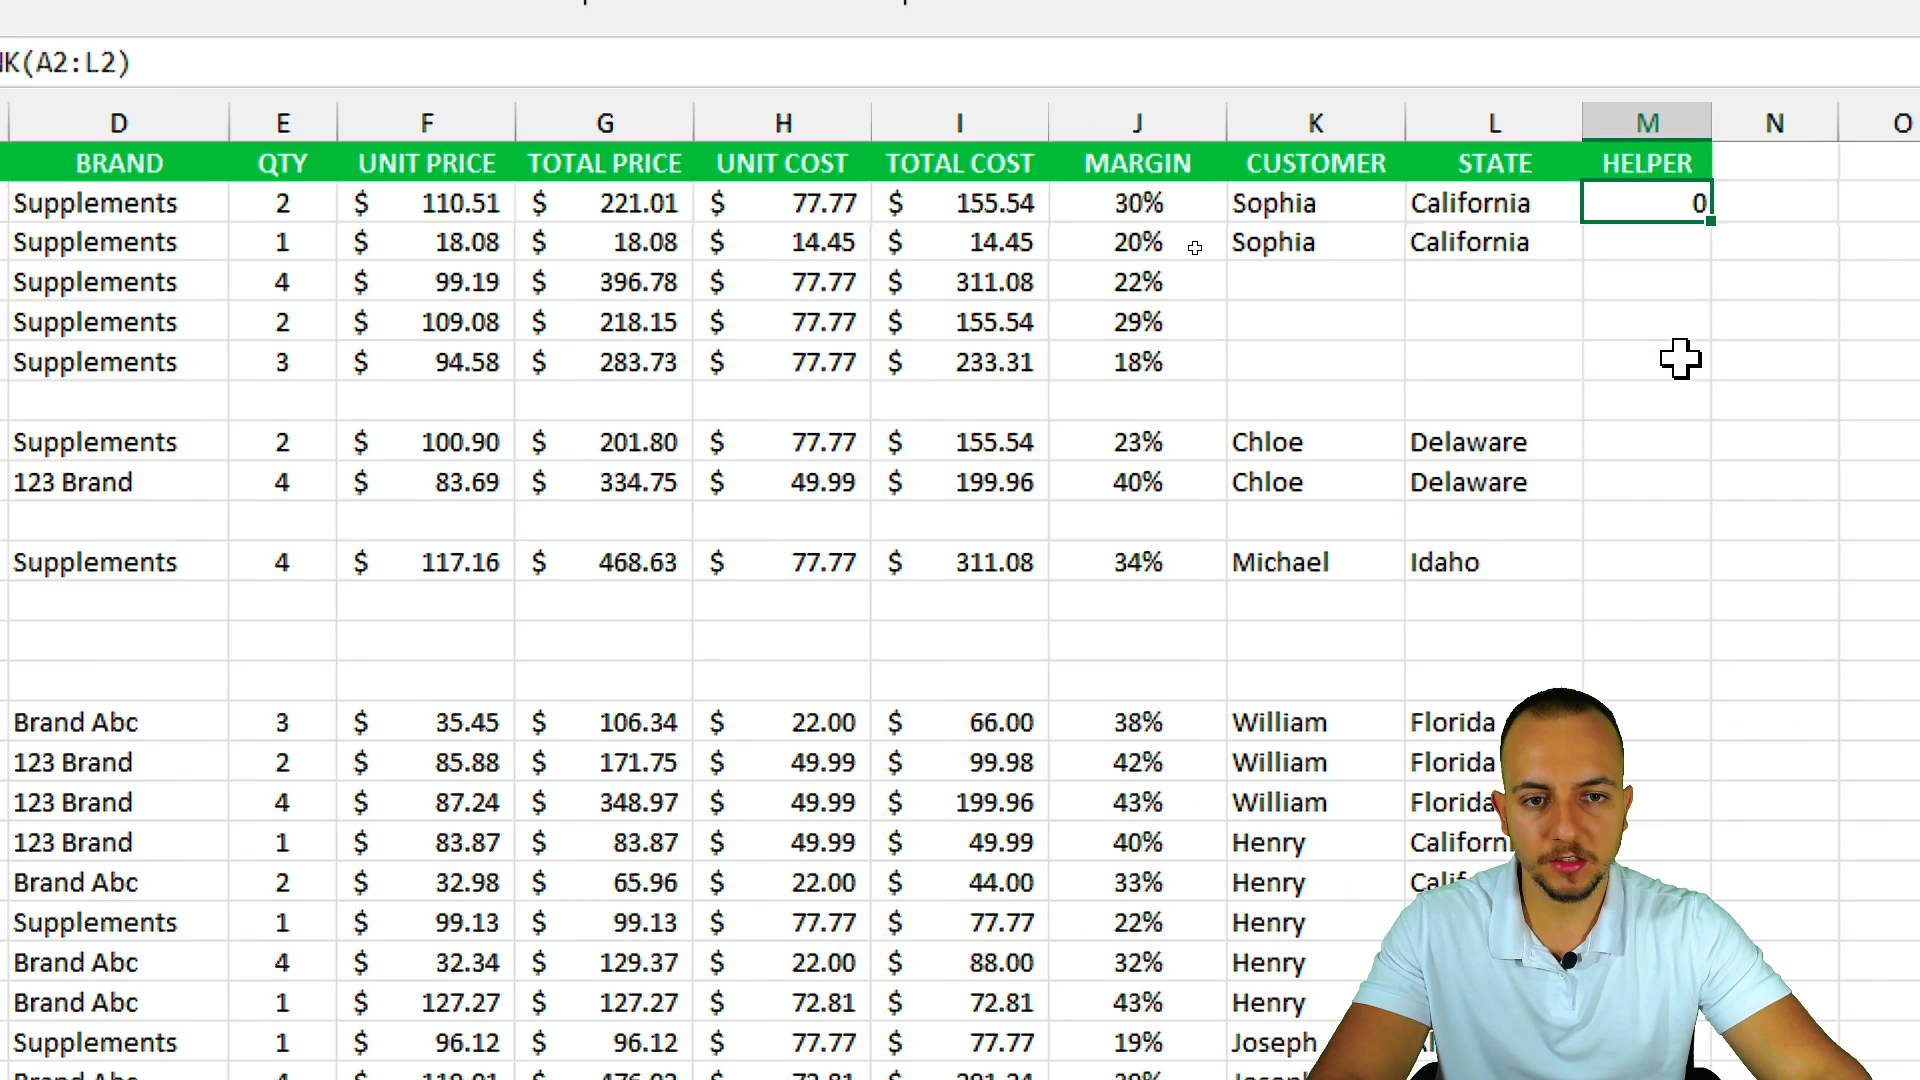 NK(A2:L2)
D E F G H I J K L M N O
BRAND QTY UNIT PRICE TOTAL PRICE UNIT COST TOTAL COST MARGIN CUSTOMER STATE HELPER
Supplements 2 $ 110.51 $ 221.01 $ 77.77 $ 155.54 30% Sophia California 0
Supplements 1 $ 18.08 $ 18.08 $ 14.45 $ 14.45 20% Sophia California
Supplements 4 $ 99.19 $ 396.78 $ 77.77 $ 311.08 22%
Supplements 2 $ 109.08 $ 218.15 $ 77.77 $ 155.54 29%
Supplements 3 $ 94.58 $ 283.73 $ 77.77 $ 233.31 18%
Supplements 2 $ 100.90 $ 201.80 $ 77.77 $ 155.54 23% Chloe Delaware
123 Brand 4 $ 83.69 $ 334.75 $ 49.99 $ 199.96 40% Chloe Delaware
Supplements 4 $ 117.16 $ 468.63 $ 77.77 $ 311.08 34% Michael Idaho
Brand Abc 3 $ 35.45 $ 106.34 $ 22.00 $ 66.00 38% William Florida
123 Brand 2 $ 85.88 $ 171.75 $ 49.99 $ 99.98 42% William Florida
123 Brand 4 $ 87.24 $ 348.97 $ 49.99 $ 199.96 43% William Florida
123 Brand 1 $ 83.87 $ 83.87 $ 49.99 $ 49.99 40% Henry Californ
Brand Abc 2 $ 32.98 $ 65.96 $ 22.00 $ 44.00 33% Henry Calif
Supplements 1 $ 99.13 $ 99.13 $ 77.77 $ 77.77 22% Henry
Brand Abc 4 $ 32.34 $ 129.37 $ 22.00 $ 88.00 32% Henry
Brand Abc 1 $ 127.27 $ 127.27 $ 72.81 $ 72.81 43% Henry
Supplements 1 $ 96.12 $ 96.12 $ 77.77 $ 77.77 19% Joseph